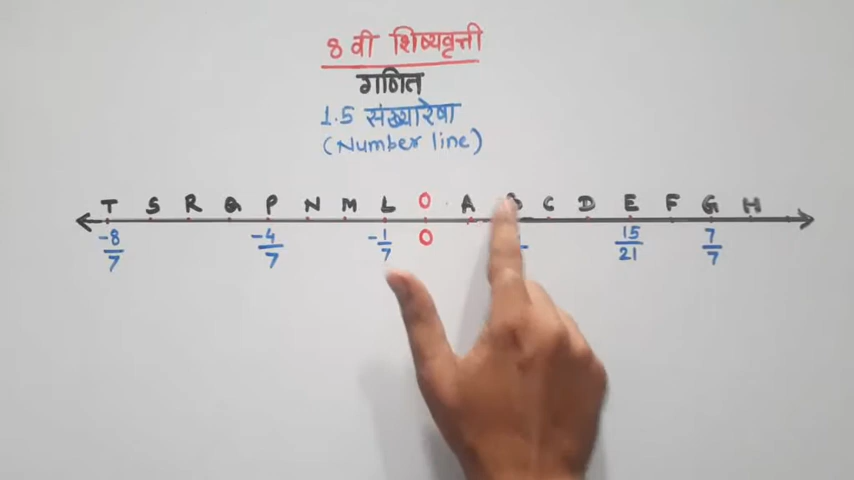 8 वी शिष्यवृत्ती
गणित
1.5 संख्यारेषा
(Number line)
T S R Q P N M L O A C D E F G H
-8/7 -4/7 -1/7 0 15/21 7/7